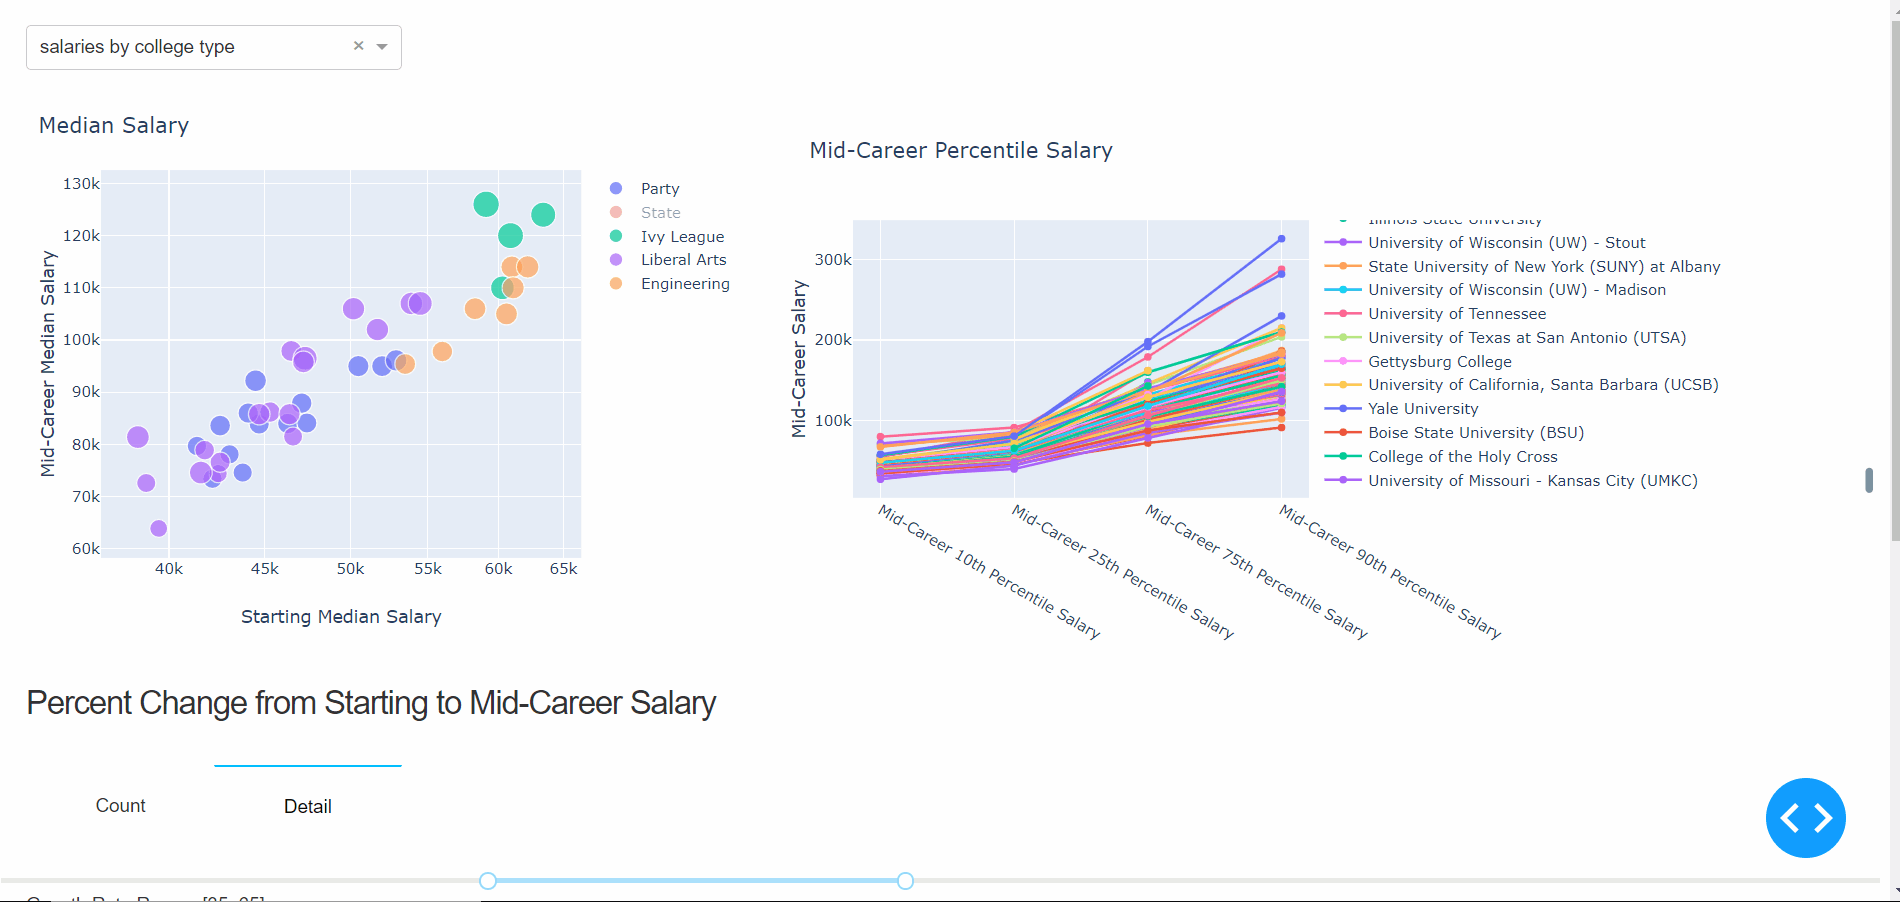 salaries by college type
Median Salary
Mid-Career Median Salary
130k
120k
110k
100k
90k
80k
70k
60k
40k
45k
50k
55k
60k
65k
Starting Median Salary
Party
State
Ivy League
Liberal Arts
Engineering
Mid-Career Percentile Salary
Mid-Career Salary
300k
200k
100k
Mid-Career 10th Percentile Salary
Mid-Career 25th Percentile Salary
Mid-Career 75th Percentile Salary
Mid-Career 90th Percentile Salary
Illinois State University
University of Wisconsin (UW) - Stout
State University of New York (SUNY) at Albany
University of Wisconsin (UW) - Madison
University of Tennessee
University of Texas at San Antonio (UTSA)
Gettysburg College
University of California, Santa Barbara (UCSB)
Yale University
Boise State University (BSU)
College of the Holy Cross
University of Missouri - Kansas City (UMKC)
Percent Change from Starting to Mid-Career Salary
Count
Detail